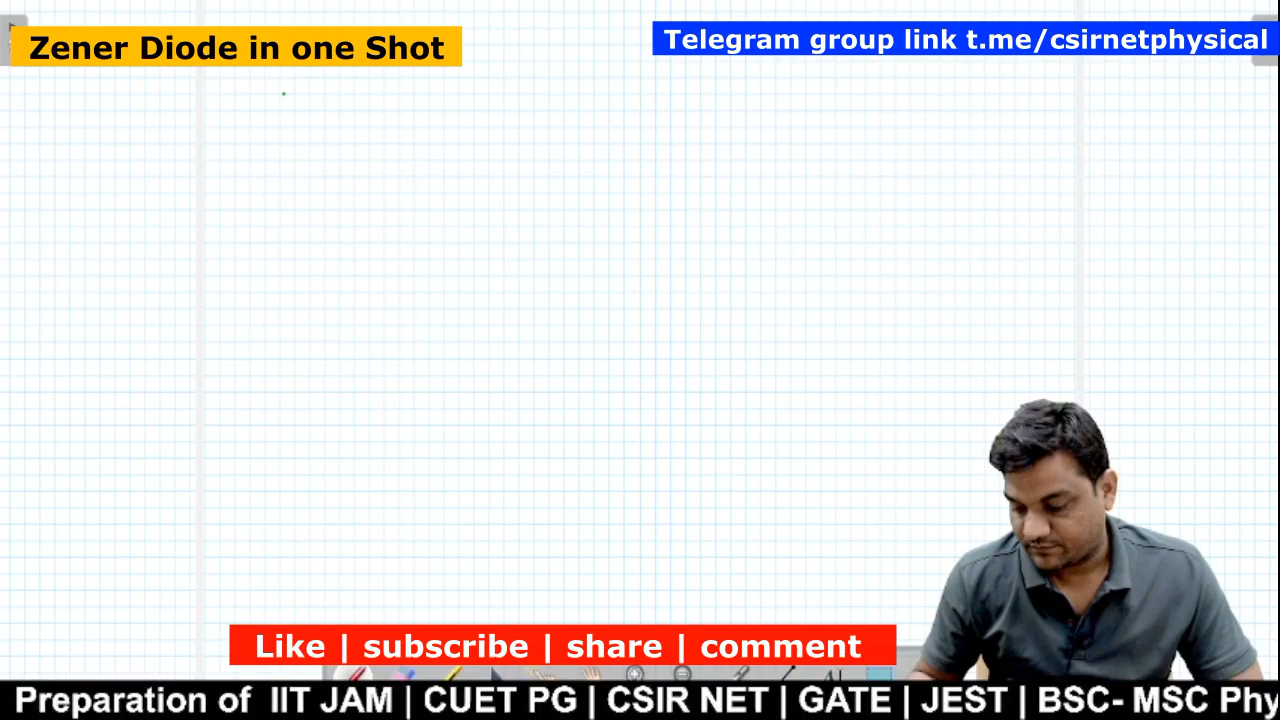 Zener Diode in one Shot
Telegram group link t.me/csirnetphysical
Like | subscribe | share | comment
Preparation of IIT JAM | CUET PG | CSIR NET | GATE | JEST | BSC- MSC Phy